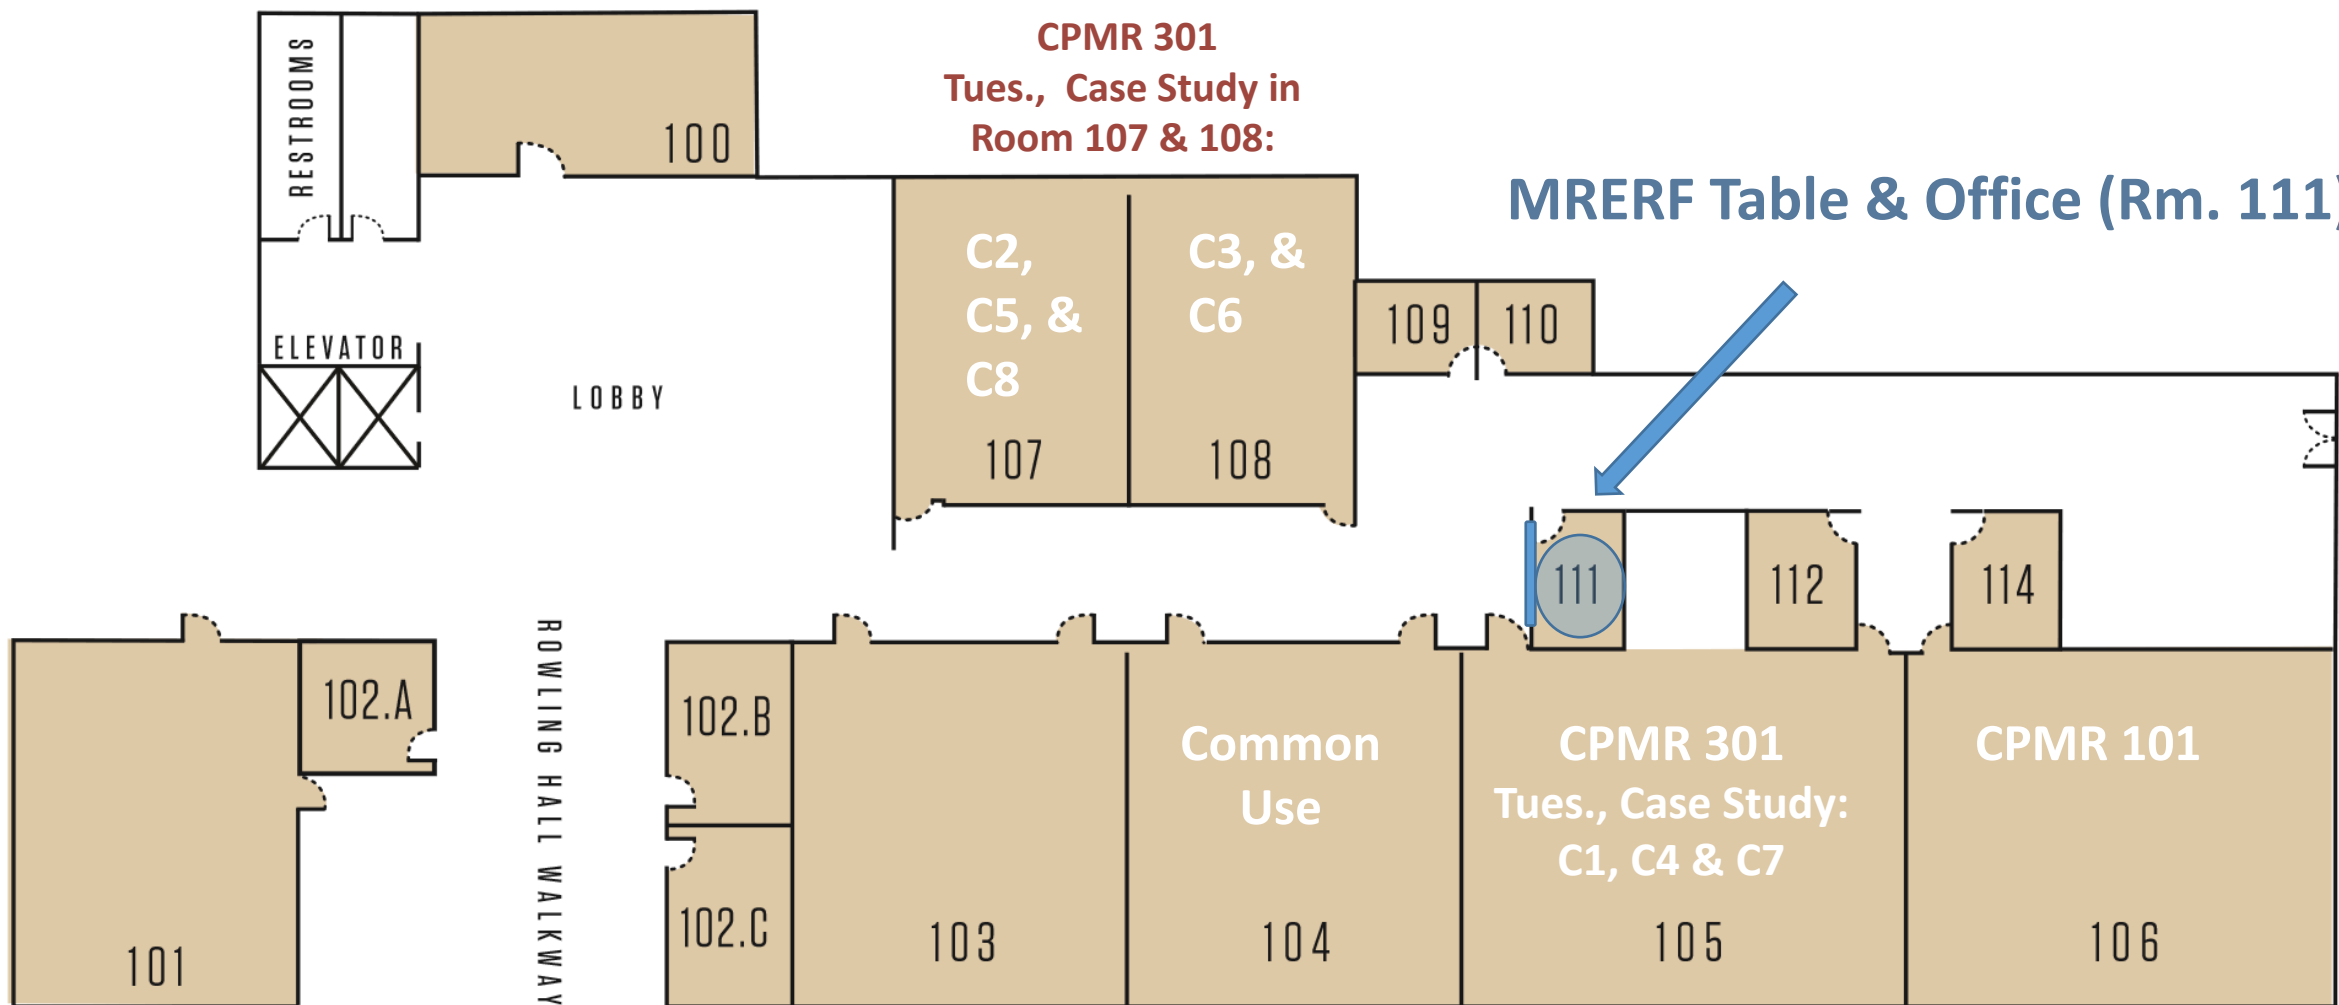 CPMR 301
Tues., Case Study in
Room 107 & 108:
RESTROOMS
100
MRERF Table & Office (Rm. 111)
C2,
C5, &
C8
C3, &
C6
109
110
ELEVATOR
LOBBY
107
108
111
112
114
ROWLING HALL WALKWAY
102.A
102.B
Common
Use
CPMR 301
Tues., Case Study:
C1, C4 & C7
CPMR 101
101
102.C
103
104
105
106